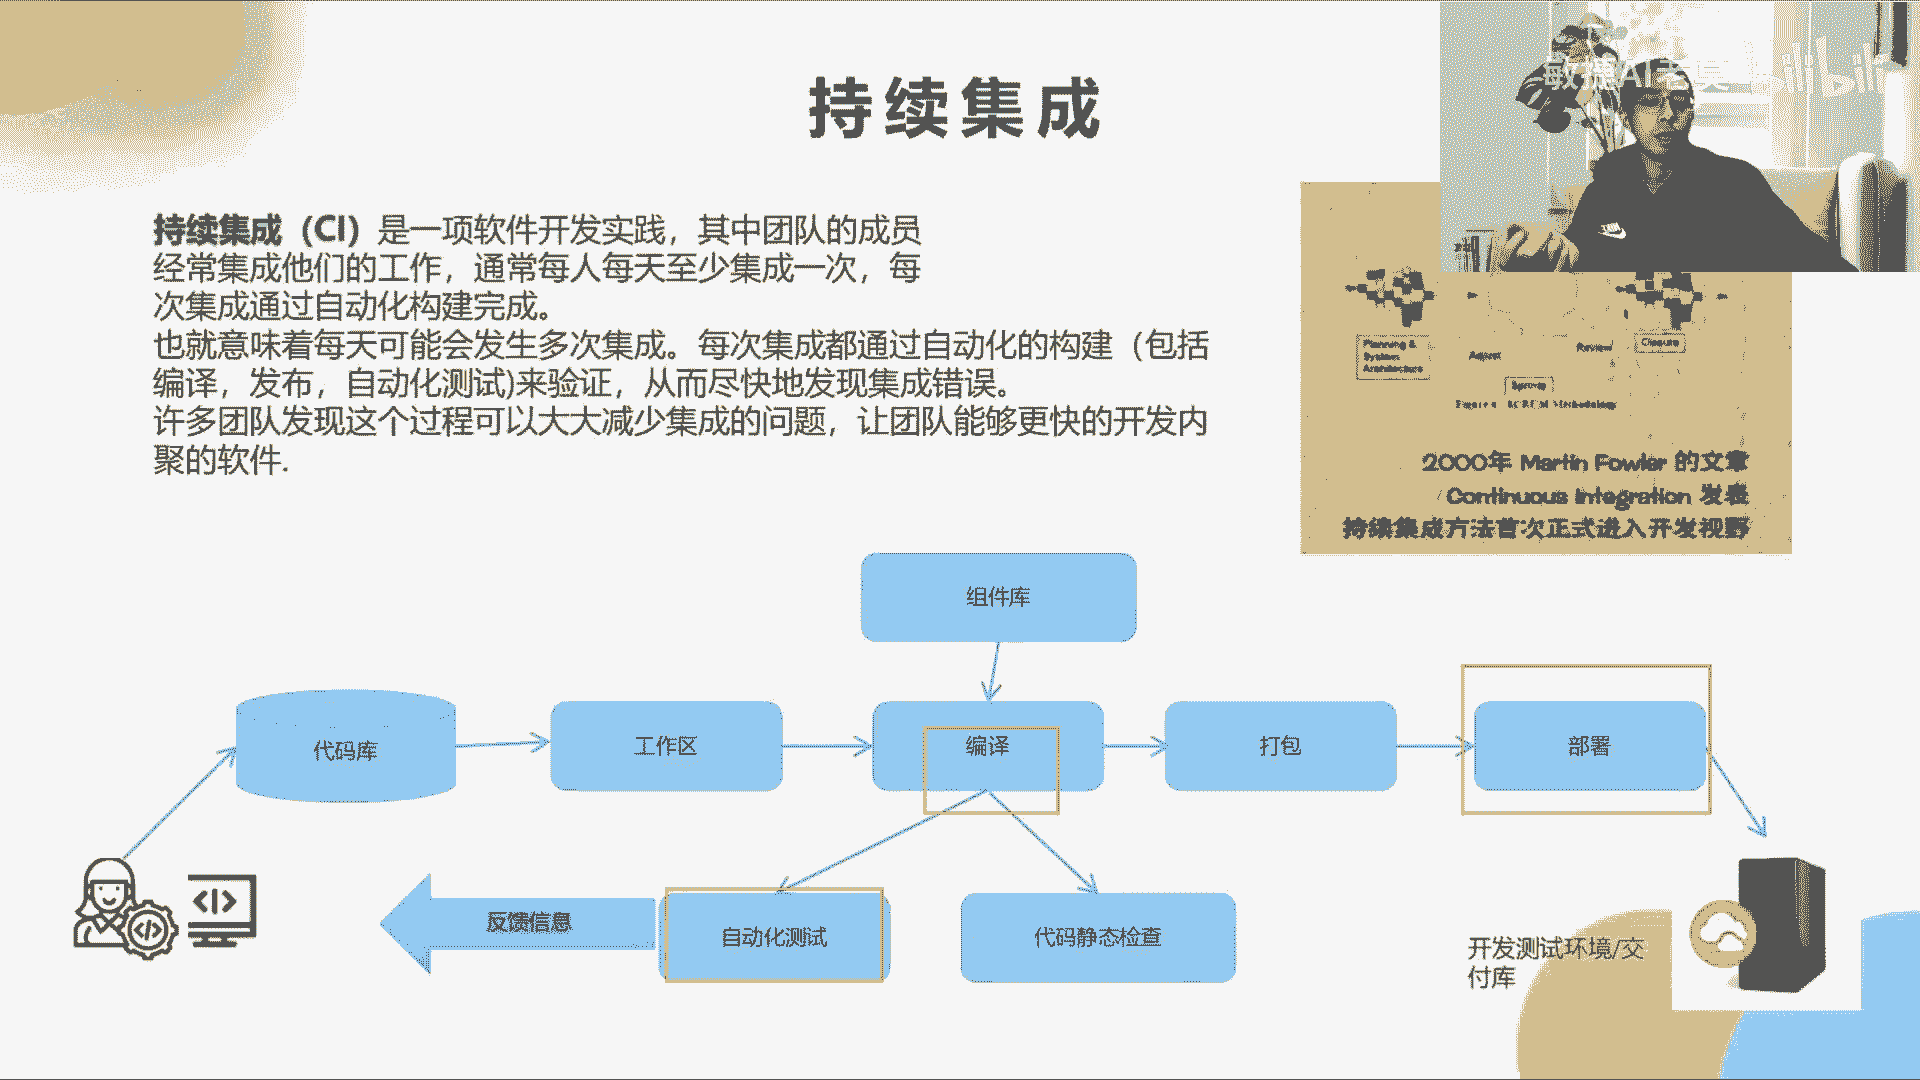 持续集成
持续集成（CI）是一项软件开发实践，其中团队的成员
经常集成他们的工作，通常每人每天至少集成一次，每
次集成通过自动化构建完成。
也就意味着每天可能会发生多次集成。每次集成都通过自动化的构建（包括
编译，发布，自动化测试)来验证，从而尽快地发现集成错误。
许多团队发现这个过程可以大大减少集成的问题，让团队能够更快的开发内
聚的软件.
bilibili
Planning &
System
Architecture
Adjust
Review
Closure
Sprints
2000年 Martin Fowler 的文章
Continuous Integration 发表
持续集成方法首次正式进入开发视野
组件库
代码库
工作区
编译
打包
部署
反馈信息
自动化测试
代码静态检查
开发测试环境/交
付库